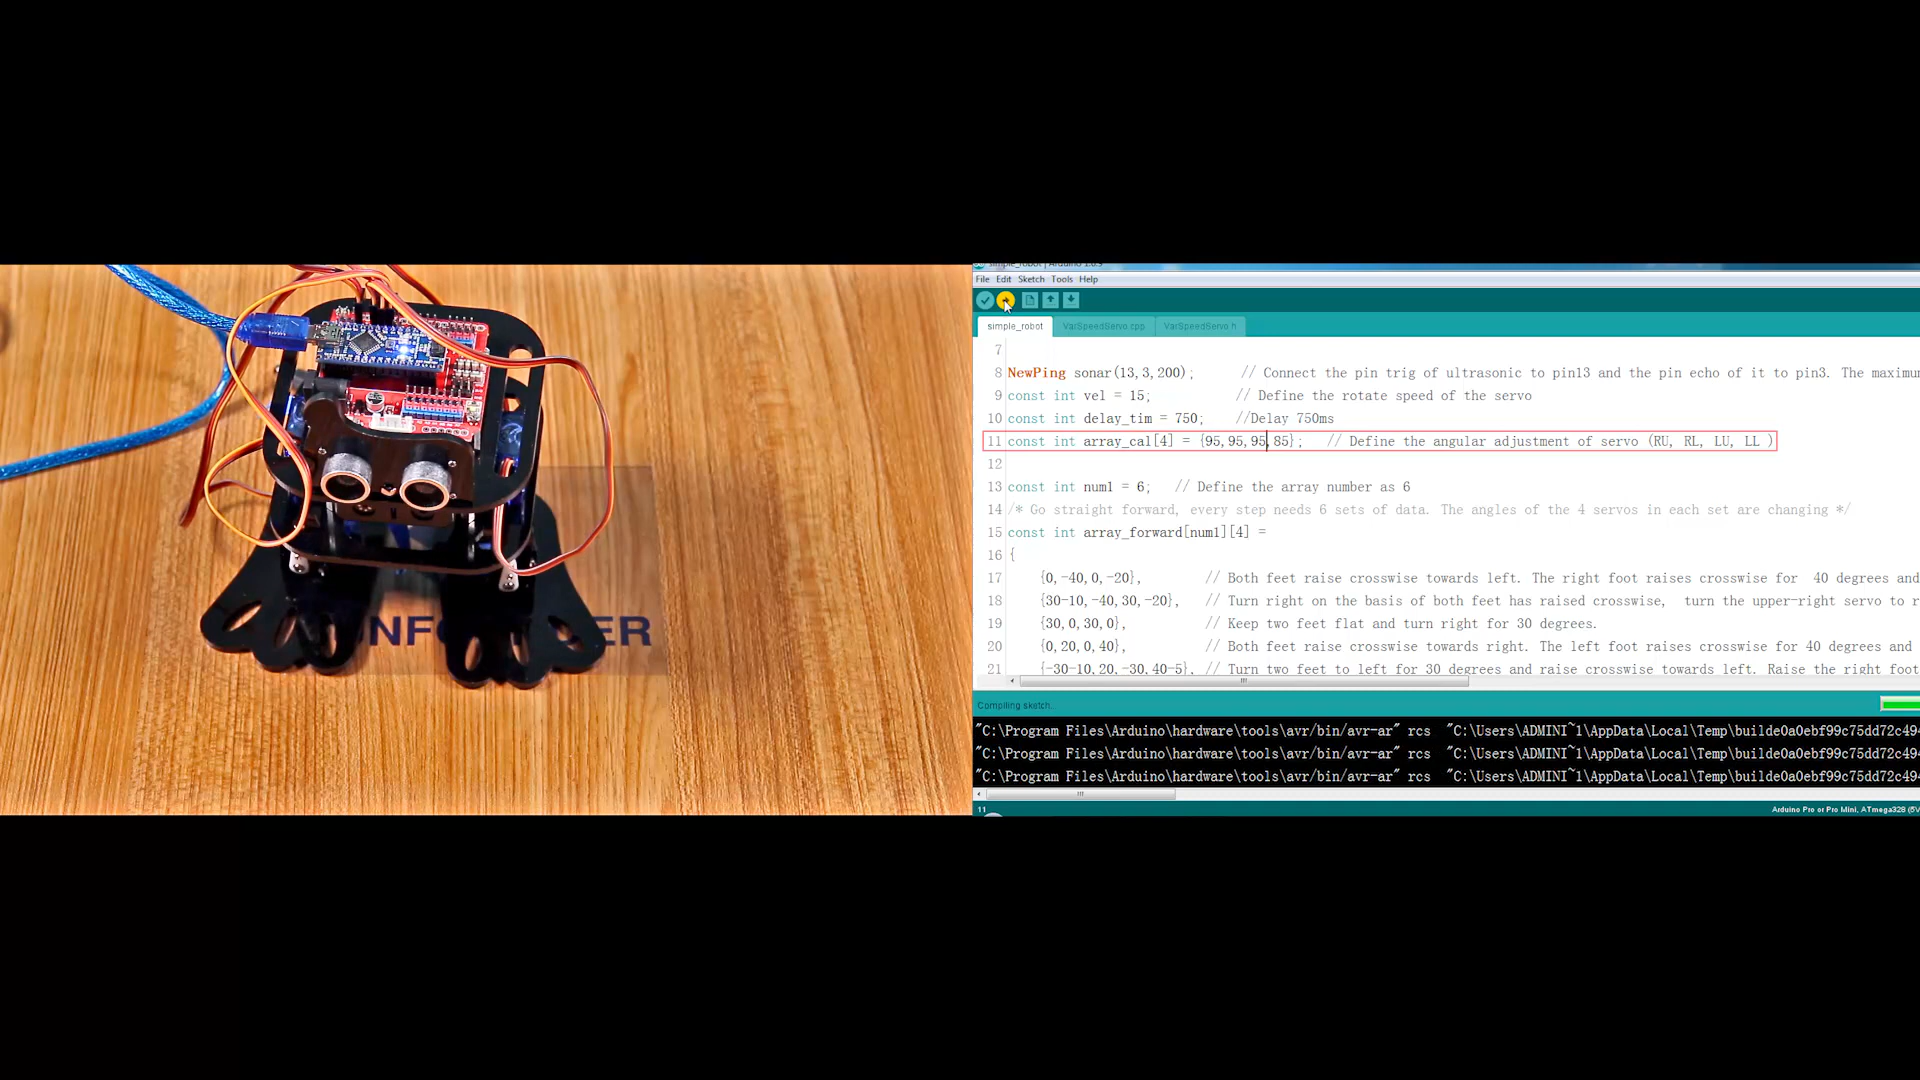 NF ER
simple_robot | Arduino 1.6.9
File Edit Sketch Tools Help
simple_robot VarSpeedServo.cpp VarSpeedServo.h
7
8 NewPing sonar(13,3,200); // Connect the pin trig of ultrasonic to pin13 and the pin echo of it to pin3. The maximum
9 const int vel = 15; // Define the rotate speed of the servo
10 const int delay_tim = 750; //Delay 750ms
11 const int array_cal[4] = {95,95,95,85}; // Define the angular adjustment of servo (RU, RL, LU, LL )
12
13 const int num1 = 6; // Define the array number as 6
14 /* Go straight forward, every step needs 6 sets of data. The angles of the 4 servos in each set are changing */
15 const int array_forward[num1][4] =
16 {
17 {0,-40,0,-20}, // Both feet raise crosswise towards left. The right foot raises crosswise for 40 degrees and
18 {30-10,-40,30,-20}, // Turn right on the basis of both feet has raised crosswise, turn the upper-right servo to r
19 {30,0,30,0}, // Keep two feet flat and turn right for 30 degrees.
20 {0,20,0,40}, // Both feet raise crosswise towards right. The left foot raises crosswise for 40 degrees and
21 {-30-10,20,-30,40-5}, // Turn two feet to left for 30 degrees and raise crosswise towards left. Raise the right foot
Compiling sketch...
"C:\Program Files\Arduino\hardware\tools\avr/bin/avr-ar" rcs "C:\Users\ADMINI~1\AppData\Local\Temp\builde0a0ebf99c75dd72c494
"C:\Program Files\Arduino\hardware\tools\avr/bin/avr-ar" rcs "C:\Users\ADMINI~1\AppData\Local\Temp\builde0a0ebf99c75dd72c494
"C:\Program Files\Arduino\hardware\tools\avr/bin/avr-ar" rcs "C:\Users\ADMINI~1\AppData\Local\Temp\builde0a0ebf99c75dd72c494
11 Arduino Pro or Pro Mini, ATmega328 (5V